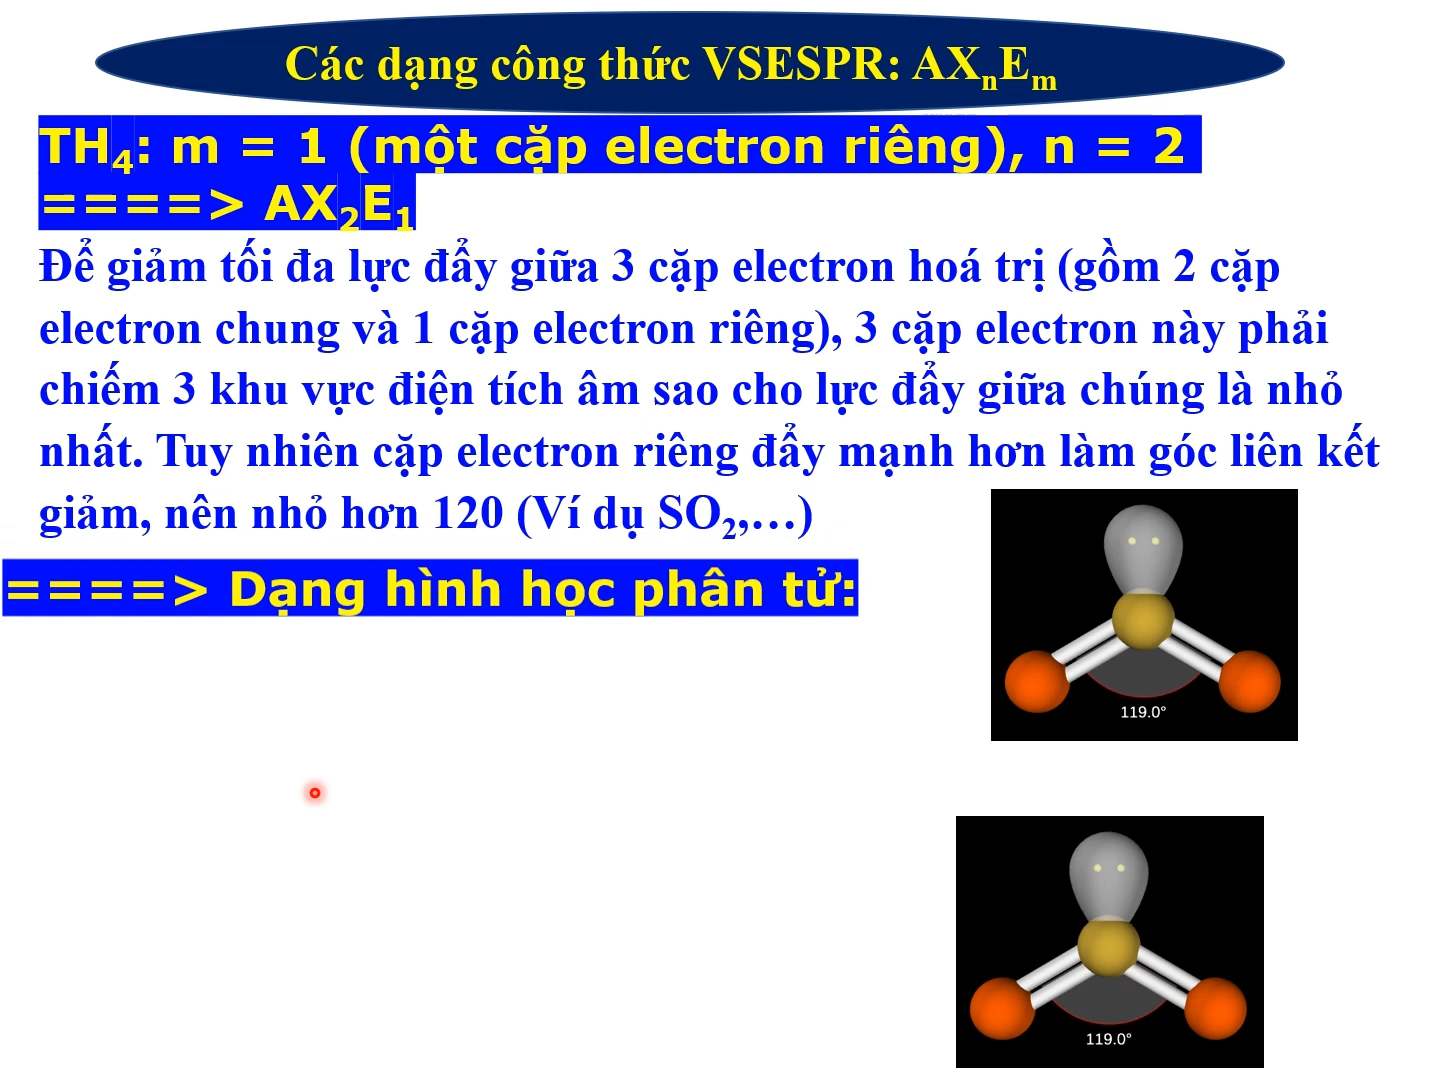 Các dạng công thức VSESPR: AXnEm
TH4: m = 1 (một cặp electron riêng), n = 2
====> AX2E1
Để giảm tối đa lực đẩy giữa 3 cặp electron hoá trị (gồm 2 cặp
electron chung và 1 cặp electron riêng), 3 cặp electron này phải
chiếm 3 khu vực điện tích âm sao cho lực đẩy giữa chúng là nhỏ
nhất. Tuy nhiên cặp electron riêng đẩy mạnh hơn làm góc liên kết
giảm, nên nhỏ hơn 120 (Ví dụ SO2,…)
====> Dạng hình học phân tử:
119.0°
119.0°